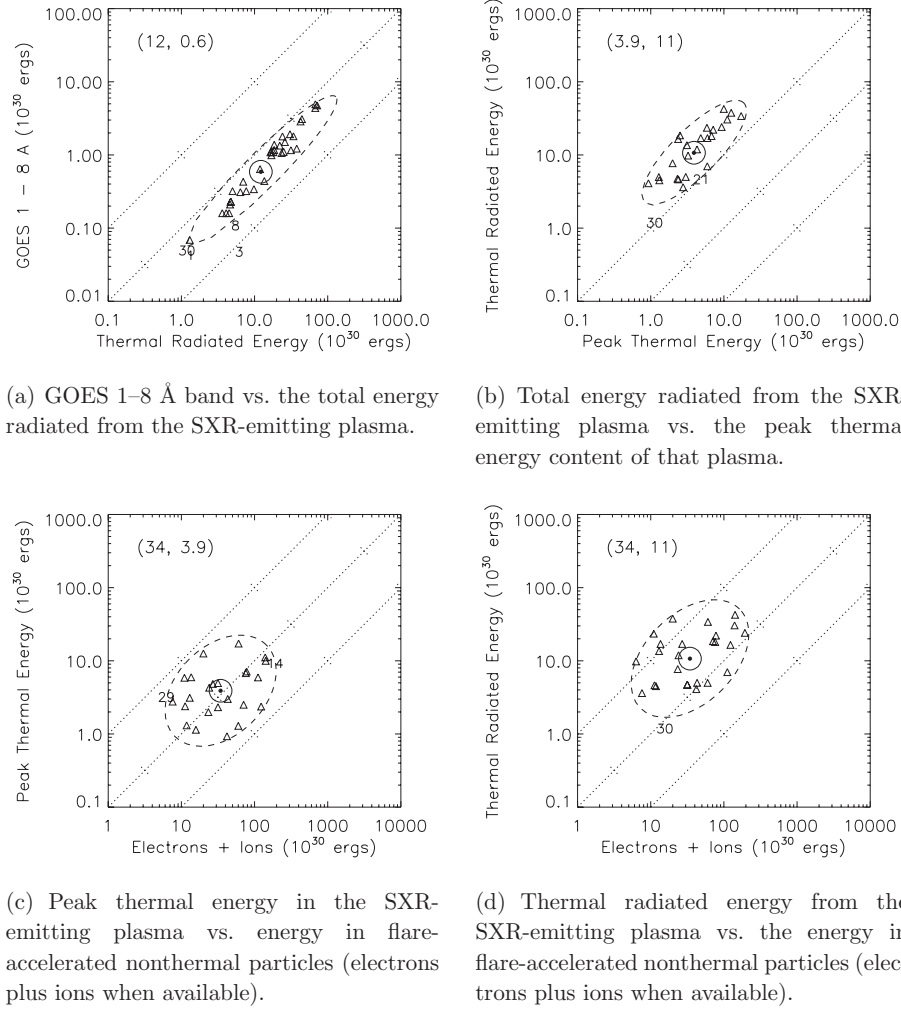 (12, 0.6)
100.00
10.00
1.00
0.10
0.01
GOES 1 – 8 A (10^30 ergs)
8
30
1
3
0.1 1.0 10.0 100.0 1000.0
Thermal Radiated Energy (10^30 ergs)
(3.9, 11)
1000.0
100.0
10.0
1.0
0.1
Thermal Radiated Energy (10^30 ergs)
21
30
0.1 1.0 10.0 100.0 1000.0
Peak Thermal Energy (10^30 ergs)
(a) GOES 1–8 Å band vs. the total energy
radiated from the SXR-emitting plasma.
(b) Total energy radiated from the SXR
emitting plasma vs. the peak therma
energy content of that plasma.
(34, 3.9)
1000.0
100.0
10.0
1.0
0.1
Peak Thermal Energy (10^30 ergs)
14
29
1 10 100 1000 10000
Electrons + Ions (10^30 ergs)
(34, 11)
1000.0
100.0
10.0
1.0
0.1
Thermal Radiated Energy (10^30 ergs)
30
1 10 100 1000 10000
Electrons + Ions (10^30 ergs)
(c) Peak thermal energy in the SXR-
emitting plasma vs. energy in flare-
accelerated nonthermal particles (electrons
plus ions when available).
(d) Thermal radiated energy from the
SXR-emitting plasma vs. the energy in
flare-accelerated nonthermal particles (elec
trons plus ions when available).